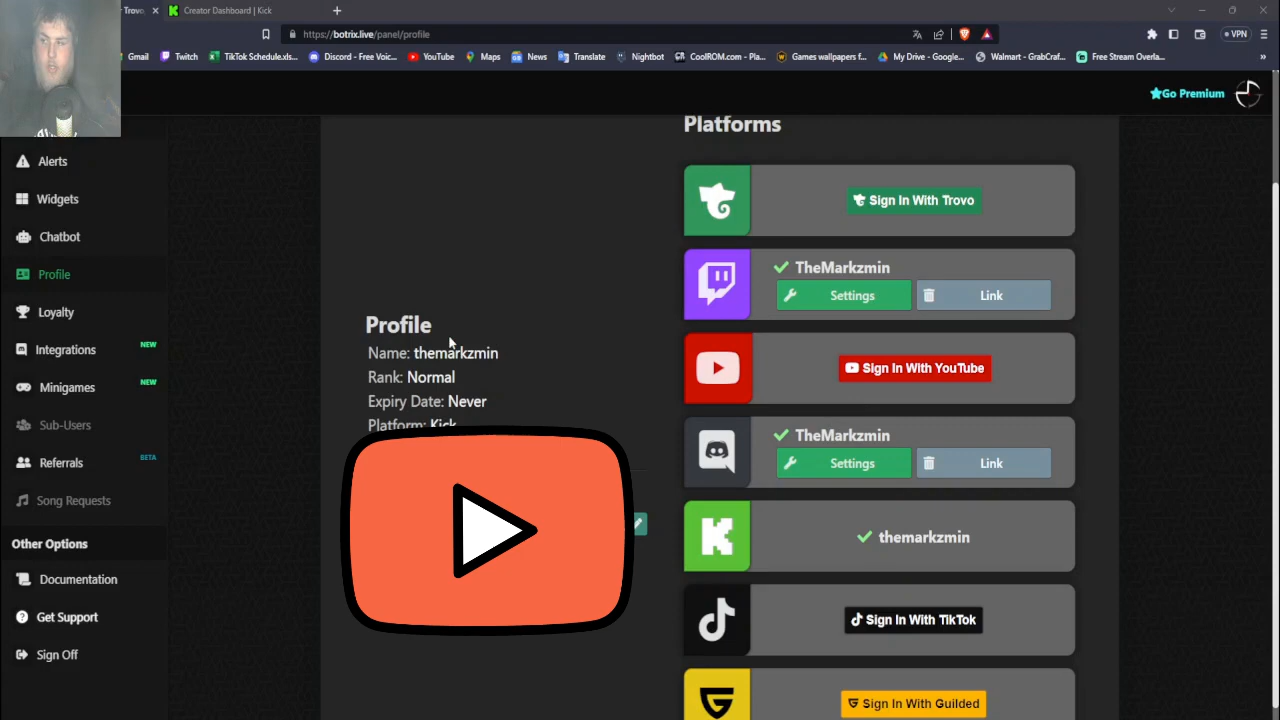 Trovo,
Creator Dashboard | Kick
https://botrix.live/panel/profile
VPN
Gmail
Twitch
TikTok Schedule.xls...
Discord - Free Voic...
YouTube
Maps
News
Translate
Nightbot
CoolROM.com - Pla...
Games wallpapers f...
My Drive - Google...
Walmart - GrabCraf...
Free Stream Overla...
Go Premium
Alerts
Widgets
Chatbot
Profile
Loyalty
Integrations NEW
Minigames NEW
Sub-Users
Referrals BETA
Song Requests
Other Options
Documentation
Get Support
Sign Off
Profile
Name: themarkzmin
Rank: Normal
Expiry Date: Never
Platform: Kick
Platforms
Sign In With Trovo
TheMarkzmin
Settings
Link
Sign In With YouTube
TheMarkzmin
Settings
Link
themarkzmin
Sign In With TikTok
Sign In With Guilded